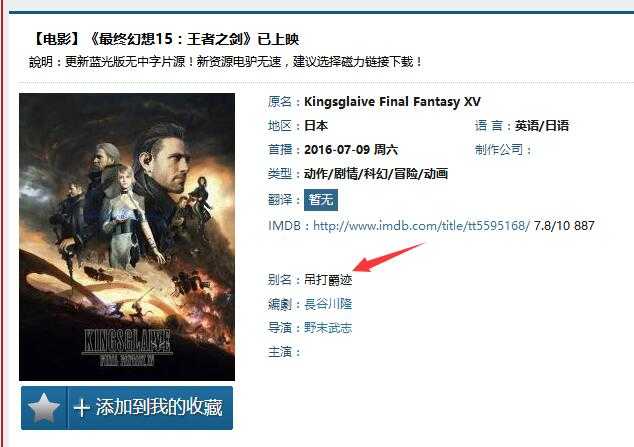 【电影】《最终幻想15：王者之剑》已上映
說明：更新蓝光版无中字片源！新资源电驴无速，建议选择磁力链接下载！
原名：Kingsglaive Final Fantasy XV
地区：日本 语 言：英语/日语
首播：2016-07-09 周六 制作公司：
类型：动作/剧情/科幻/冒险/动画
翻译：暂无
IMDB：http://www.imdb.com/title/tt5595168/ 7.8/10 887
别名：吊打爵迹
编劇：長谷川隆
导演：野末武志
主演：
KINGSGLAIVE
FINAL FANTASY XV
添加到我的收藏